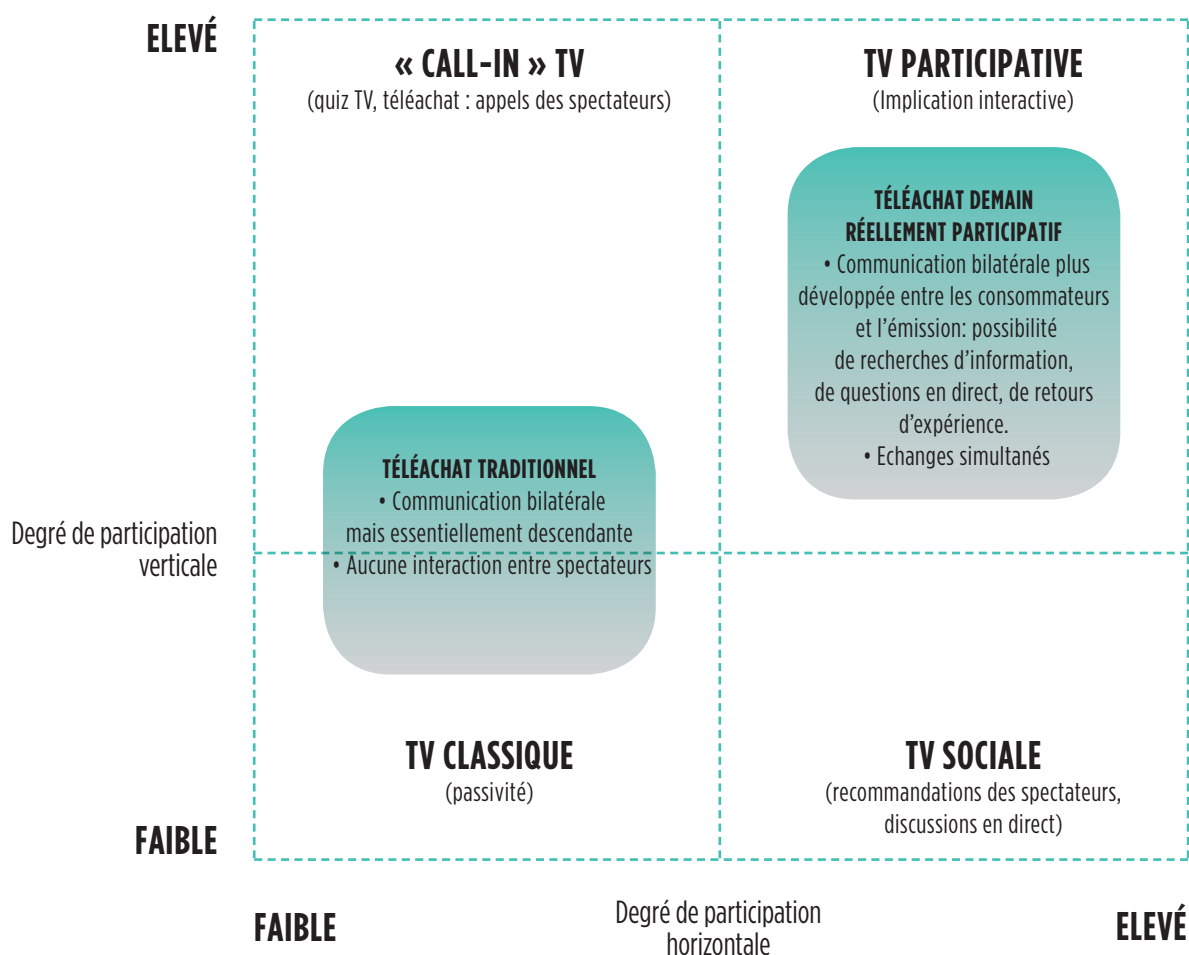 ELEVÉ
« CALL-IN » TV
(quiz TV, téléachat : appels des spectateurs)
TV PARTICIPATIVE
(Implication interactive)
TÉLÉACHAT DEMAIN
RÉELLEMENT PARTICIPATIF
• Communication bilatérale plus
développée entre les consommateurs
et l’émission: possibilité
de recherches d’information,
de questions en direct, de retours
d’expérience.
• Echanges simultanés
TÉLÉACHAT TRADITIONNEL
• Communication bilatérale
mais essentiellement descendante
• Aucune interaction entre spectateurs
Degré de participation
verticale
TV CLASSIQUE
(passivité)
TV SOCIALE
(recommandations des spectateurs,
discussions en direct)
FAIBLE
FAIBLE
Degré de participation
horizontale
ELEVÉ